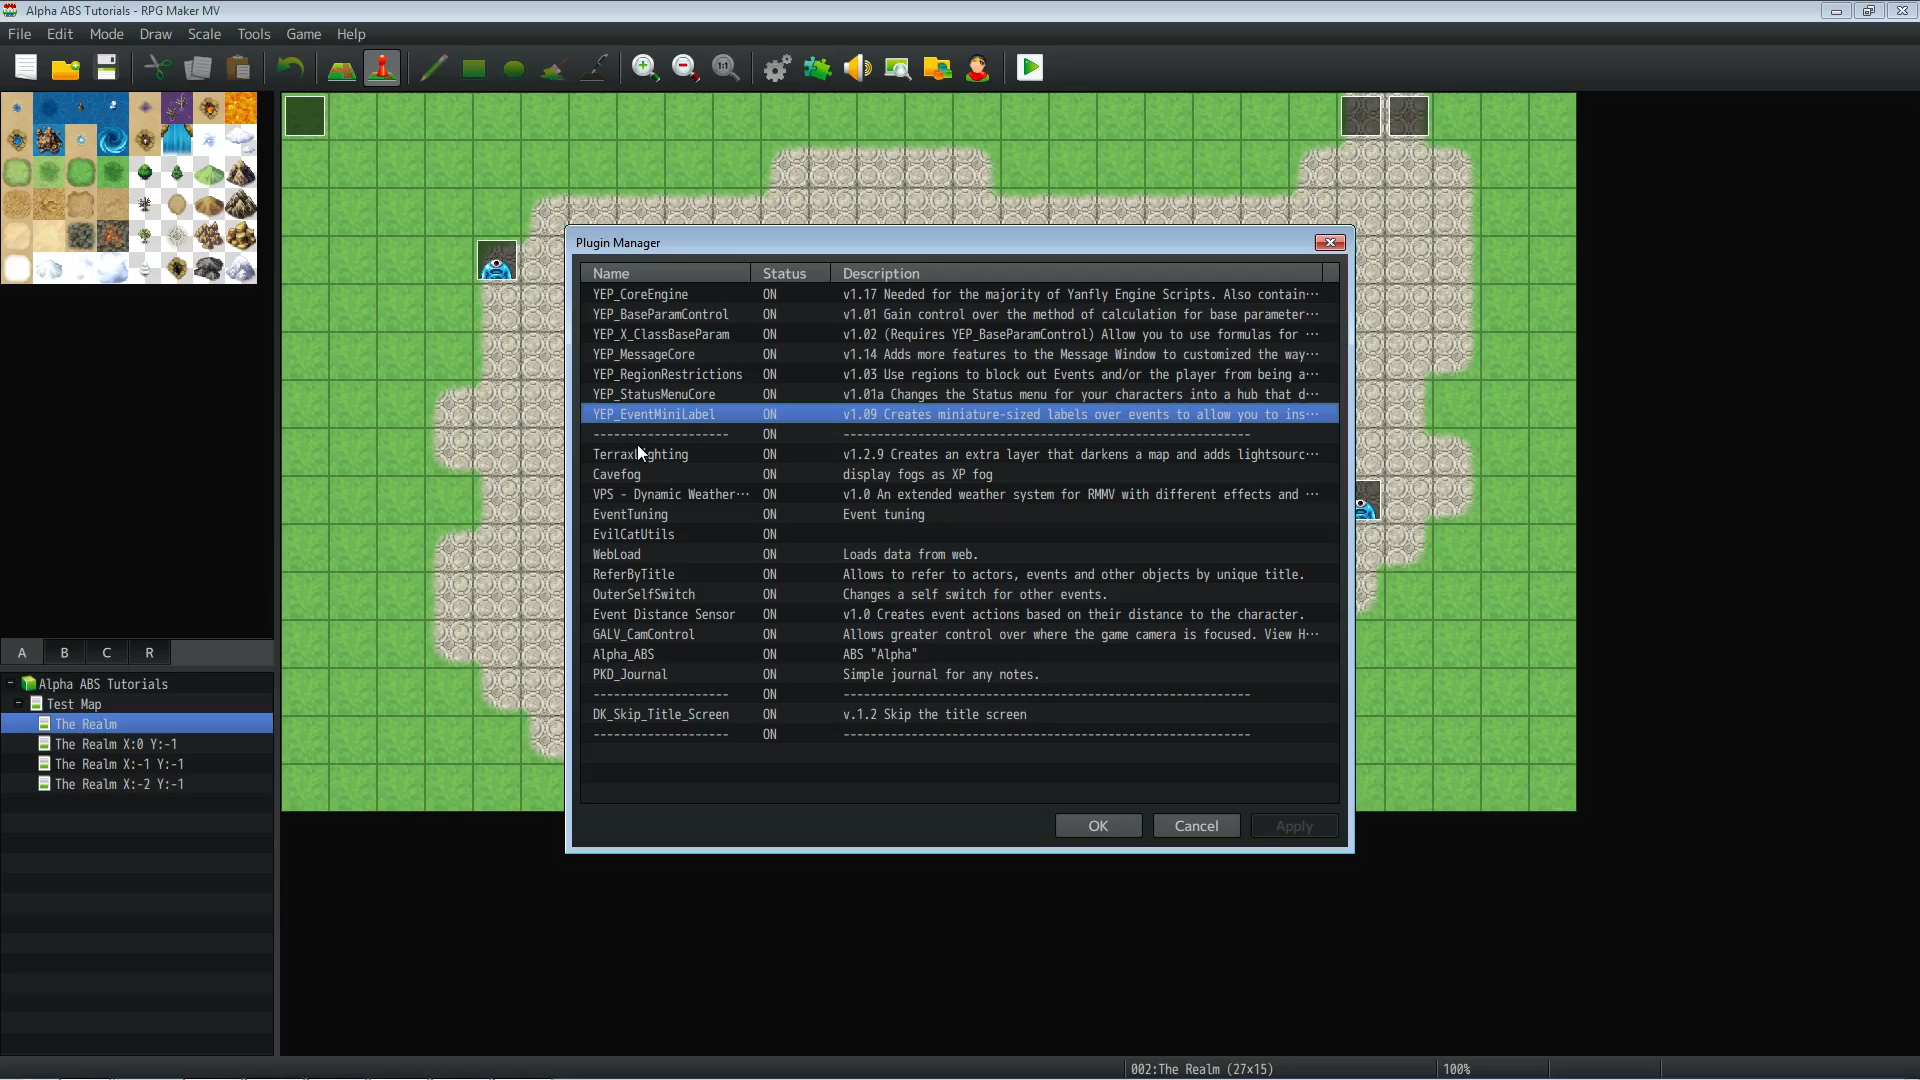 Alpha ABS Tutorials - RPG Maker MV
File Edit Mode Draw Scale Tools Game Help
1:1
Plugin Manager
Name Status Description
YEP_CoreEngine ON v1.17 Needed for the majority of Yanfly Engine Scripts. Also contain···
YEP_BaseParamControl ON v1.01 Gain control over the method of calculation for base parameter···
YEP_X_ClassBaseParam ON v1.02 (Requires YEP_BaseParamControl) Allow you to use formulas for ···
YEP_MessageCore ON v1.14 Adds more features to the Message Window to customized the way···
YEP_RegionRestrictions ON v1.03 Use regions to block out Events and/or the player from being a···
YEP_StatusMenuCore ON v1.01a Changes the Status menu for your characters into a hub that d···
YEP_EventMiniLabel ON v1.09 Creates miniature-sized labels over events to allow you to ins···
-------------------- ON ------------------------------------------------------------
ON v1.2.9 Creates an extra layer that darkens a map and adds lightsourc···
Cavefog ON display fogs as XP fog
VPS - Dynamic Weather··· ON v1.0 An extended weather system for RMMV with different effects and ···
EventTuning ON Event tuning
EvilCatUtils ON
WebLoad ON Loads data from web.
ReferByTitle ON Allows to refer to actors, events and other objects by unique title.
OuterSelfSwitch ON Changes a self switch for other events.
Event Distance Sensor ON v1.0 Creates event actions based on their distance to the character.
GALV_CamControl ON Allows greater control over where the game camera is focused. View H···
Alpha_ABS ON ABS "Alpha"
PKD_Journal ON Simple journal for any notes.
-------------------- ON ------------------------------------------------------------
DK_Skip_Title_Screen ON v.1.2 Skip the title screen
-------------------- ON ------------------------------------------------------------
OK Cancel Apply
A B C R
Alpha ABS Tutorials
Test Map
The Realm
The Realm X:0 Y:-1
The Realm X:-1 Y:-1
The Realm X:-2 Y:-1
002:The Realm (27x15) 100%